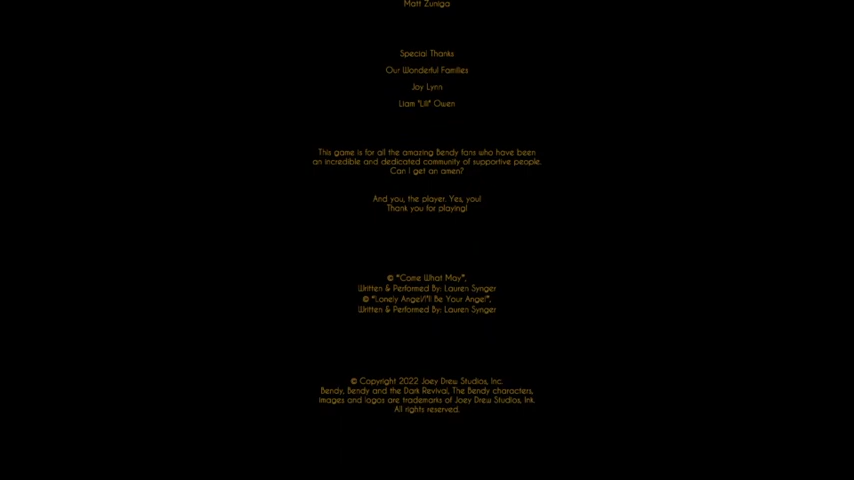 Matt Zuniga
Special Thanks
Our Wonderful Families
Joy Lynn
Liam "Lili" Owen
This game is for all the amazing Bendy fans who have been
an incredible and dedicated community of supportive people.
Can I get an amen?
And you, the player. Yes, you!
Thank you for playing!
© "Come What May",
Written & Performed By: Lauren Synger
© "Lonely Angel/I'll Be Your Angel",
Written & Performed By: Lauren Synger
© Copyright 2022 Joey Drew Studios, Inc.
Bendy, Bendy and the Dark Revival, The Bendy characters,
images and logos are trademarks of Joey Drew Studios, Ink.
All rights reserved.